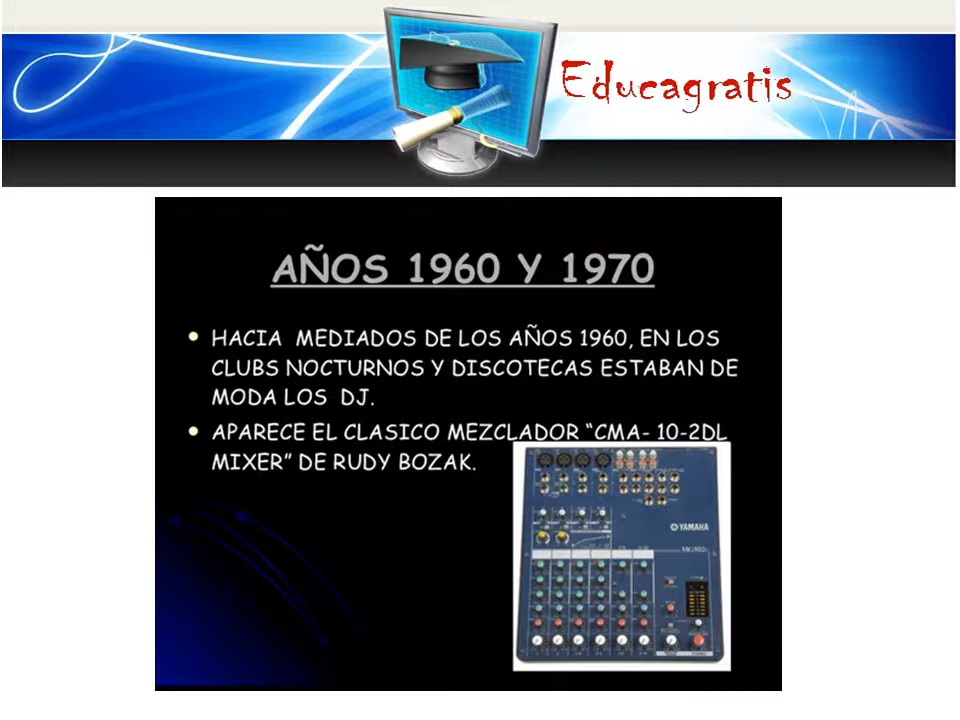 Educagratis
AÑOS 1960 Y 1970
HACIA MEDIADOS DE LOS AÑOS 1960, EN LOS
CLUBS NOCTURNOS Y DISCOTECAS ESTABAN DE
MODA LOS DJ.
APARECE EL CLASICO MEZCLADOR “CMA- 10-2DL
MIXER” DE RUDY BOZAK.
YAMAHA